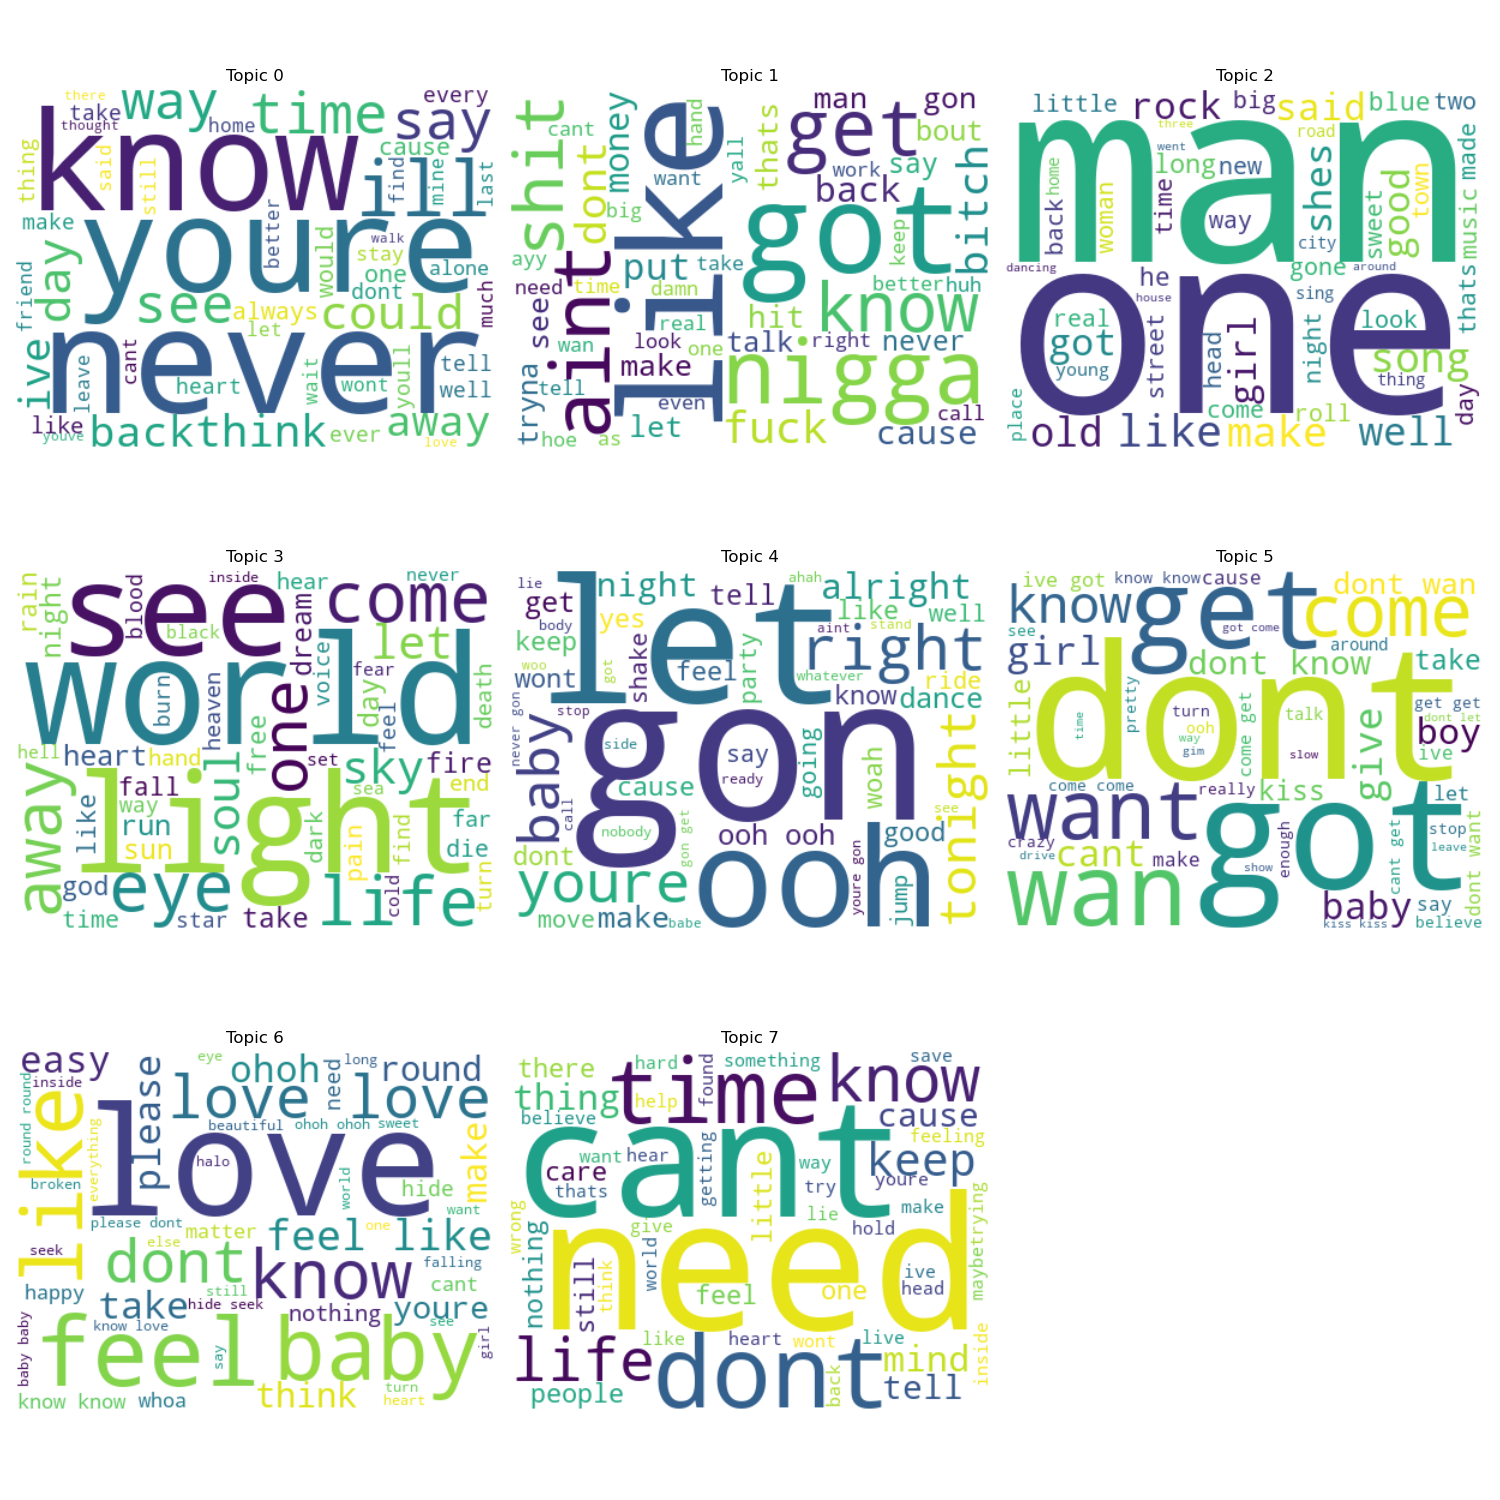 Topic 0
there
way
time
every
take
thought
home
say
know
cause
thing
said
still
find
ill
mine
last
make
youre
better
walk
stay
would
one
alone
dont
much
friend
day
see
always
could
let
ive
leave
cant
never
heart
wait
wont
youll
tell
well
like
youve
back
think
ever
away
love
Topic 1
cant
shit
dont
money
like
hand
want
yall
thats
man
get
gon
bout
work
say
back
bitch
big
got
keep
ayy
need
time
aint
put
take
damn
real
better
huh
know
see
wan
look
one
hit
talk
right
never
make
tryna
tell
even
nigga
call
hoe
as
let
fuck
cause
Topic 2
little
rock
big
said
blue
two
three
man
went
road
home
back
woman
long
new
time
way
shes
city
sweet
good
town
music
made
dancing
he
house
gone
around
thats
one
real
got
young
street
head
girl
sing
night
look
song
thing
place
come
roll
day
old
like
make
well
Topic 3
rain
night
see
blood
inside
hear
never
come
black
dream
let
world
burn
heaven
voice
fear
day
feel
death
one
free
hell
heart
hand
soul
set
sky
fire
away
fall
way
sea
end
like
run
sun
light
dark
pain
find
far
die
god
eye
cold
life
turn
time
star
take
Topic 4
lie
night
tell
ahah
alright
get
body
yes
let
like
well
keep
aint
stand
woo
wont
got
shake
feel
party
right
whatever
ride
know
dance
never gon
stop
baby
gon
side
say
ready
going
woah
tonight
call
cause
see
nobody
gon get
ooh ooh
good
dont
youre
ooh
youre gon
jump
move
make
babe
Topic 5
ive got
know know
cause
dont wan
know
get
come
see
got come
around
girl
dont know
take
little
dont
time
pretty
turn
ooh
way
gim
come get
talk
slow
give
get get
dont let
boy
ive
come come
really
kiss
let
want
crazy
cant
drive
make
got
show
enough
cant get
stop
leave
dont want
wan
baby
say
kiss kiss
believe
Topic 6
easy
eye
ohoh
long
round
inside
please
love love
need
round round
like
beautiful
ohoh ohoh
sweet
love
everything
halo
world
make
broken
hide
please dont
want
matter
else
feel like
one
seek
dont
know
falling
still
cant
happy
take
hide seek
nothing
youre
know love
see
baby baby
feel
say
baby
girl
think
turn
heart
know know
whoa
Topic 7
there
hard
something
save
thing
time
found
know
help
believe
cause
cant
feeling
want
hear
getting
keep
care
way
youre
thats
little
try
wrong
lie
make
give
hold
nothing
need
world
maybe
trying
still
think
feel
one
ive
head
life
like
heart
wont
live
mind
inside
people
dont
back
tell